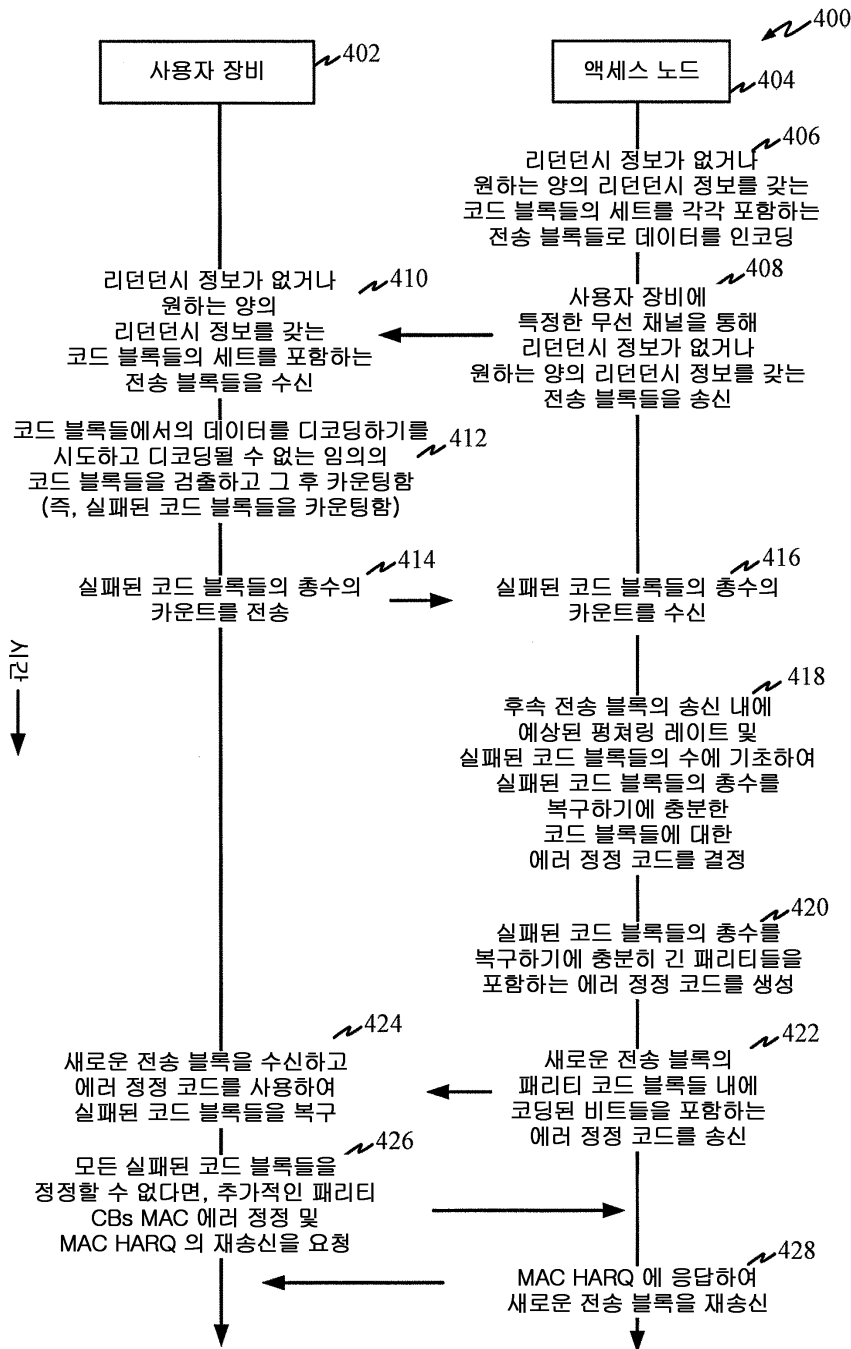 400
사용자 장비
402
액세스 노드
404
406
리던던시 정보가 없거나
원하는 양의 리던던시 정보를 갖는
코드 블록들의 세트를 각각 포함하는
전송 블록들로 데이터를 인코딩
408
사용자 장비에
특정한 무선 채널을 통해
리던던시 정보가 없거나
원하는 양의 리던던시 정보를 갖는
전송 블록들을 송신
410
리던던시 정보가 없거나
원하는 양의
리던던시 정보를 갖는
코드 블록들의 세트를 포함하는
전송 블록들을 수신
412
코드 블록들에서의 데이터를 디코딩하기를
시도하고 디코딩될 수 없는 임의의
코드 블록들을 검출하고 그 후 카운팅함
(즉, 실패된 코드 블록들을 카운팅함)
414
실패된 코드 블록들의 총수의
카운트를 전송
416
실패된 코드 블록들의 총수의
카운트를 수신
시간
418
후속 전송 블록의 송신 내에
예상된 펑쳐링 레이트 및
실패된 코드 블록들의 수에 기초하여
실패된 코드 블록들의 총수를
복구하기에 충분한
코드 블록들에 대한
에러 정정 코드를 결정
420
실패된 코드 블록들의 총수를
복구하기에 충분히 긴 패리티들을
포함하는 에러 정정 코드를 생성
422
새로운 전송 블록의
패리티 코드 블록들 내에
코딩된 비트들을 포함하는
에러 정정 코드를 송신
424
새로운 전송 블록을 수신하고
에러 정정 코드를 사용하여
실패된 코드 블록들을 복구
426
모든 실패된 코드 블록들을
정정할 수 없다면, 추가적인 패리티
CBs MAC 에러 정정 및
MAC HARQ 의 재송신을 요청
428
MAC HARQ 에 응답하여
새로운 전송 블록을 재송신